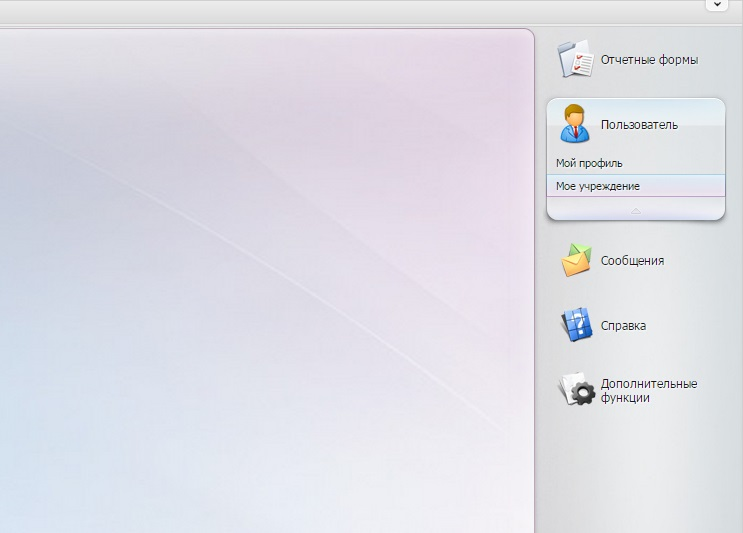 Отчетные формы
Пользователь
Мой профиль
Мое учреждение
Сообщения
Справка
Дополнительные
функции